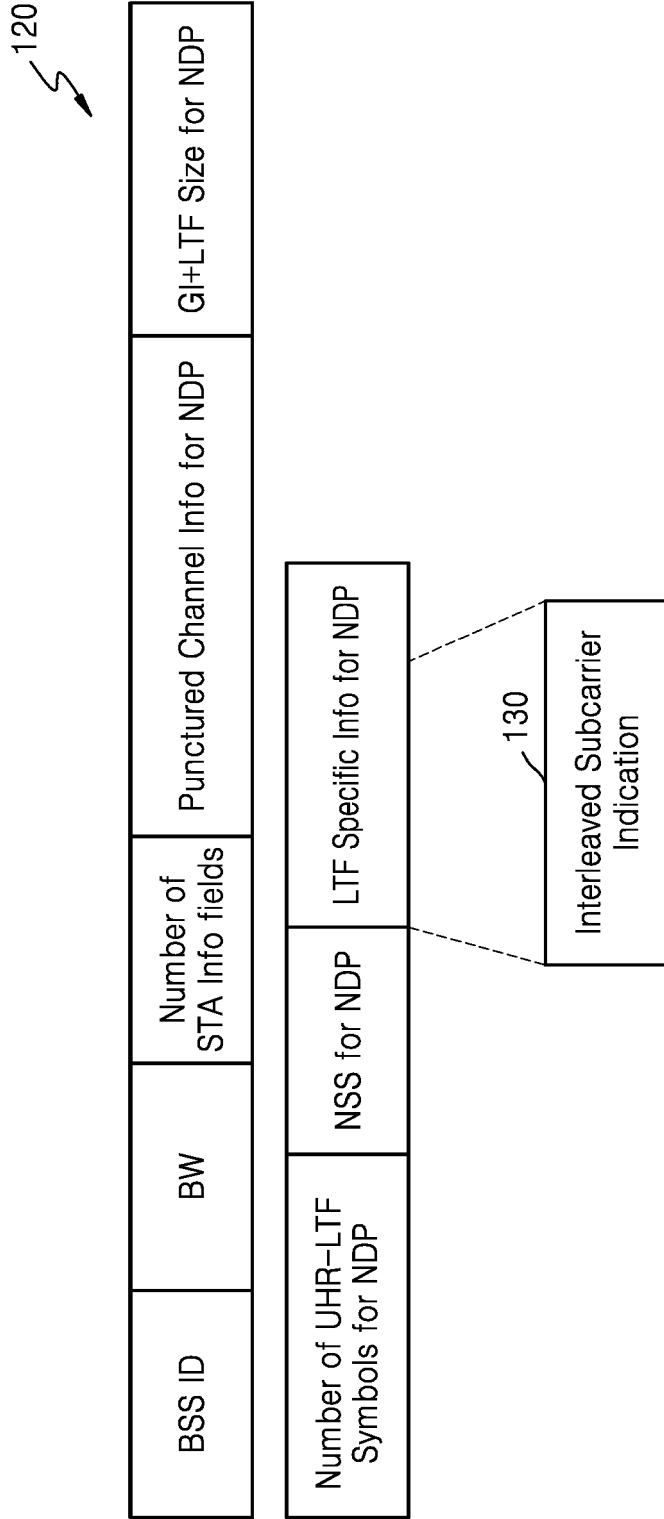 120
BSS ID
BW
Number of
STA Info fields
Punctured Channel Info for NDP
GI+LTF Size for NDP
Number of UHR-LTF
Symbols for NDP
NSS for NDP
LTF Specific Info for NDP
130
Interleaved Subcarrier
Indication